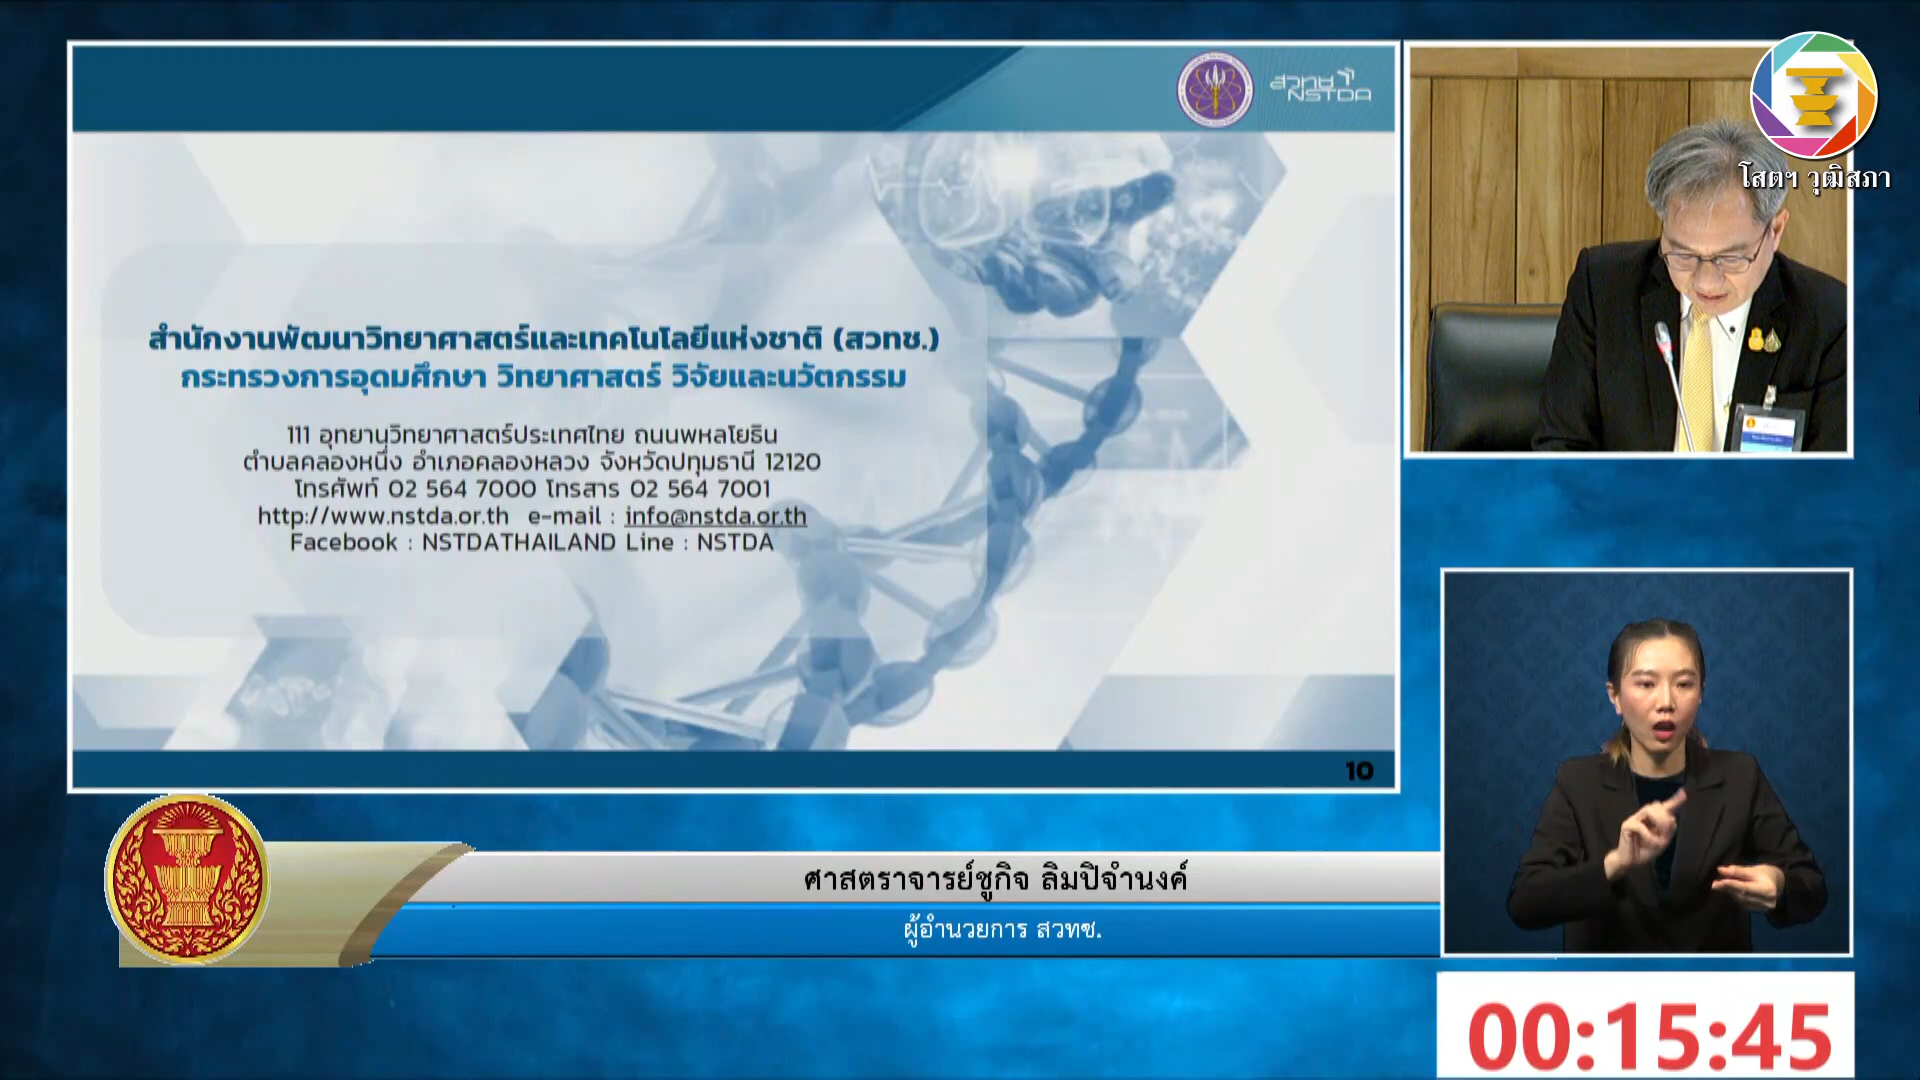 สวทช
NSTDA
โสตฯ วุฒิสภา
สำนักงานพัฒนาวิทยาศาสตร์และเทคโนโลยีแห่งชาติ (สวทช.)
กระทรวงการอุดมศึกษา วิทยาศาสตร์ วิจัยและนวัตกรรม
111 อุทยานวิทยาศาสตร์ประเทศไทย ถนนพหลโยธิน
ตำบลคลองหนึ่ง อำเภอคลองหลวง จังหวัดปทุมธานี 12120
โทรศัพท์ 02 564 7000 โทรสาร 02 564 7001
http://www.nstda.or.th e-mail : info@nstda.or.th
Facebook : NSTDATHAILAND Line : NSTDA
10
ศาสตราจารย์ชูกิจ ลิมปิจำนงค์
ผู้อำนวยการ สวทช.
00:15:45